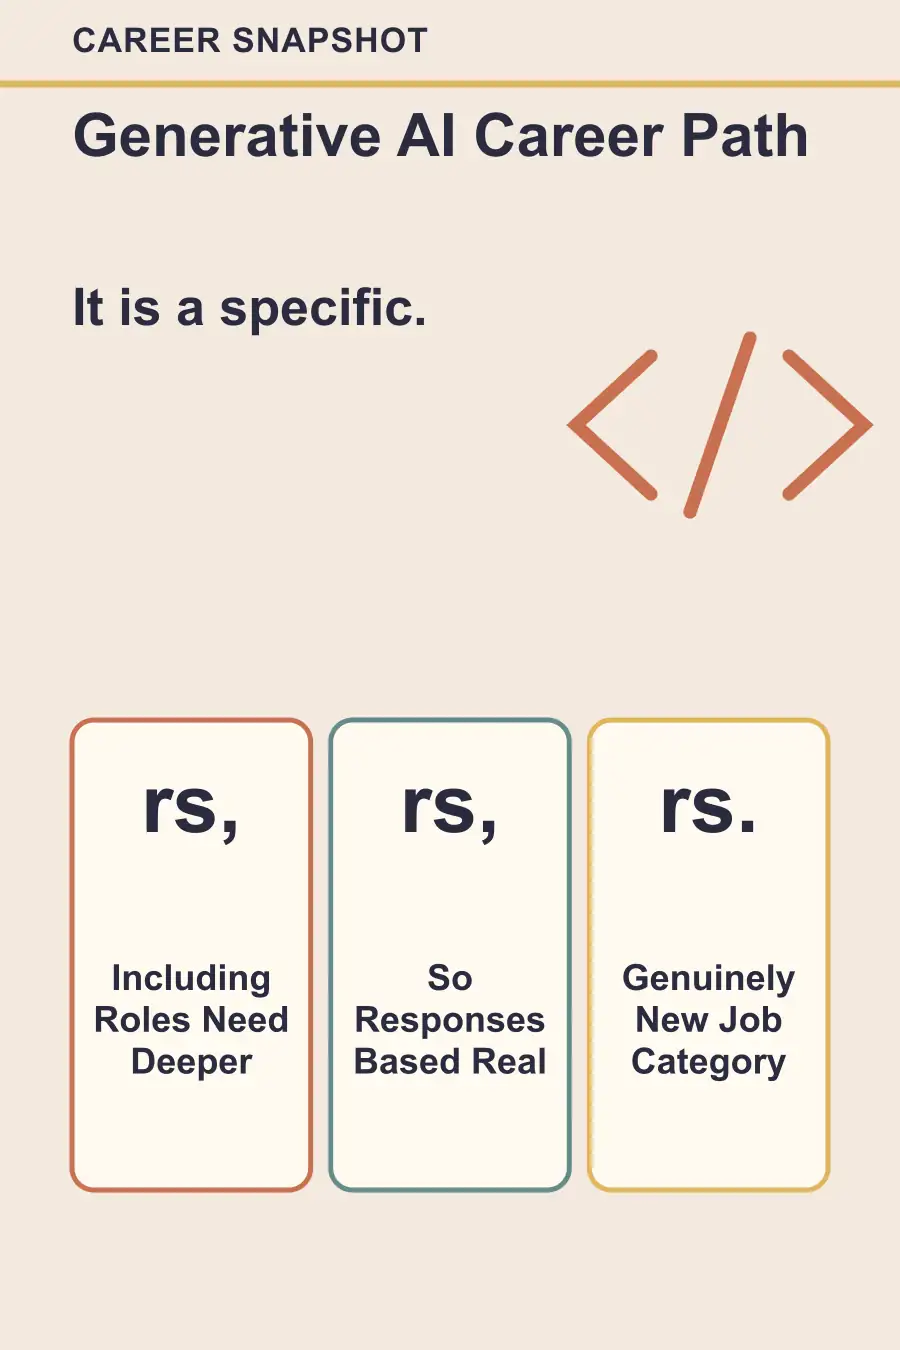 CAREER SNAPSHOT
Generative AI Career Path
It is a specific.
rs,
Including
Roles Need
Deeper
rs,
So
Responses
Based Real
rs.
Genuinely
New Job
Category